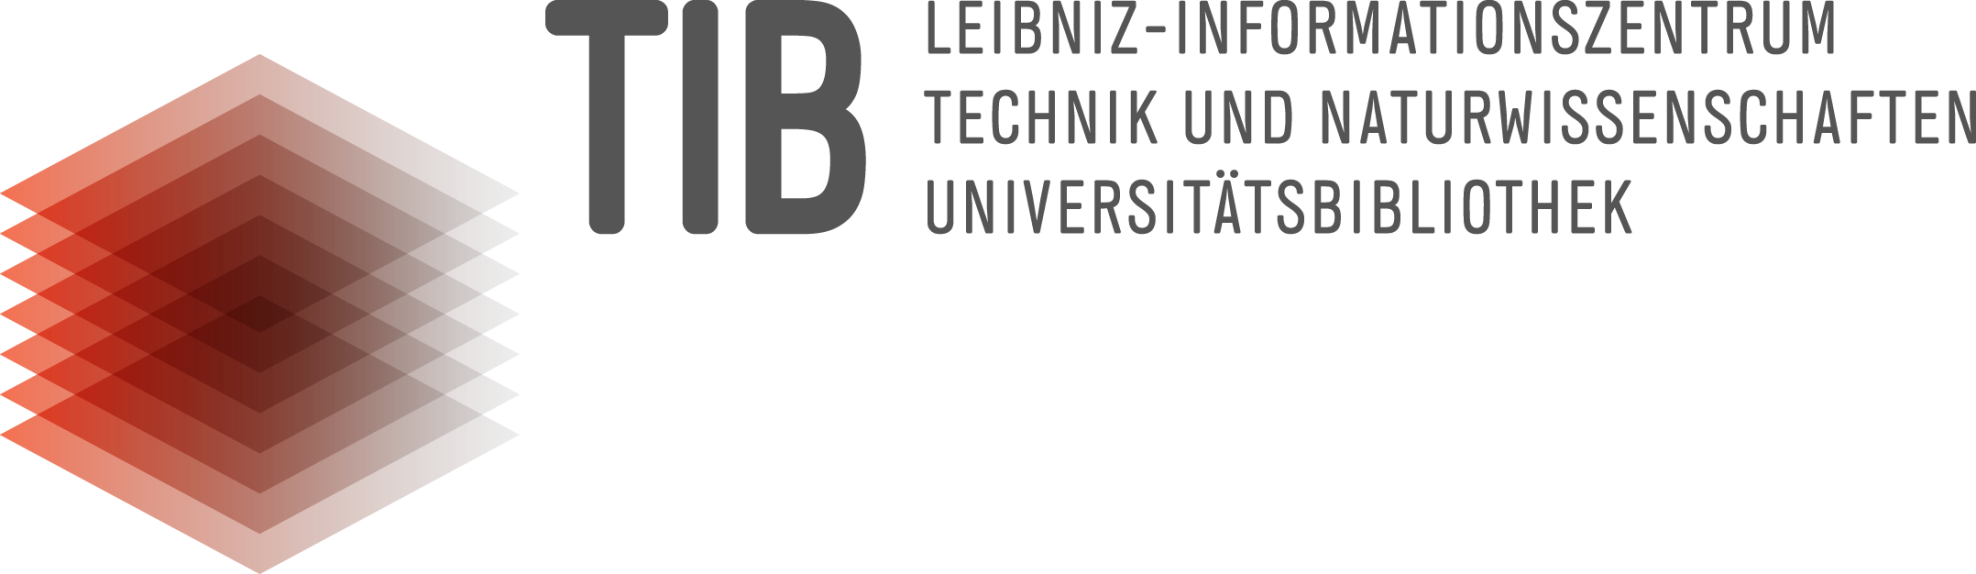 TIB
LEIBNIZ-INFORMATIONSZENTRUM
TECHNIK UND NATURWISSENSCHAFTEN
UNIVERSITÄTSBIBLIOTHEK